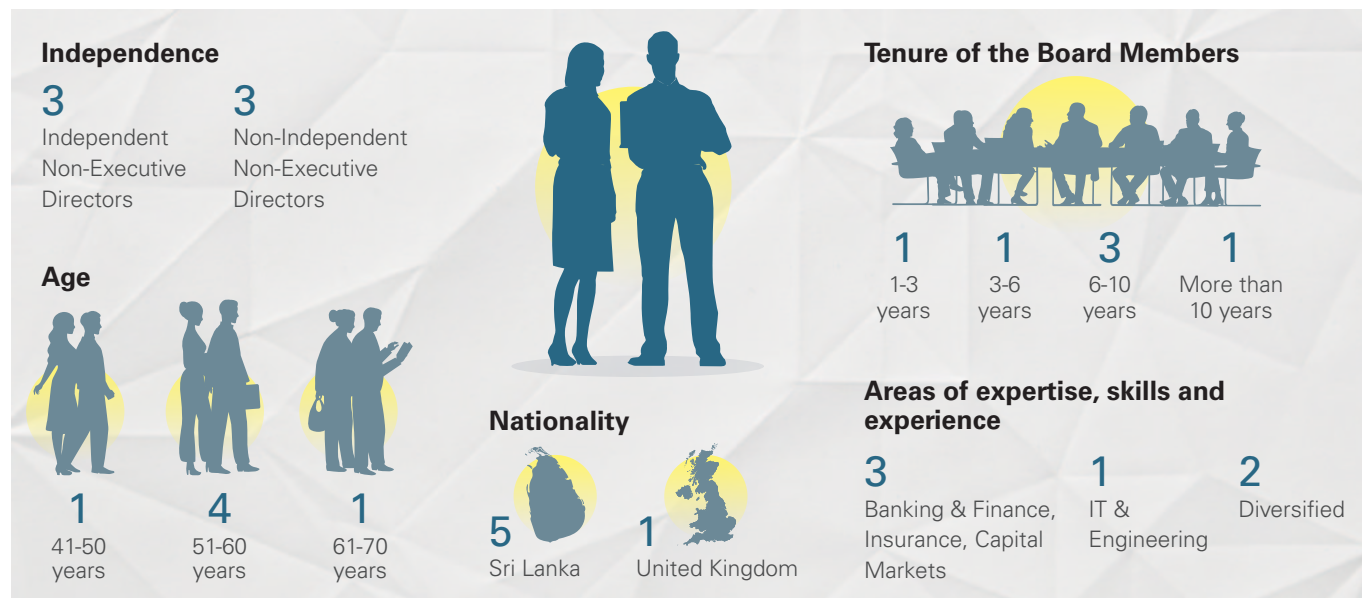 Independence
3
Independent
Non-Executive
Directors
3
Non-Independent
Non-Executive
Directors
Age
1
41-50
years
4
51-60
years
1
61-70
years
Nationality
5
Sri Lanka
1
United Kingdom
Tenure of the Board Members
1
1-3
years
1
3-6
years
3
6-10
years
1
More than
10 years
Areas of expertise, skills and
experience
3
Banking & Finance,
Insurance, Capital
Markets
1
IT &
Engineering
2
Diversified